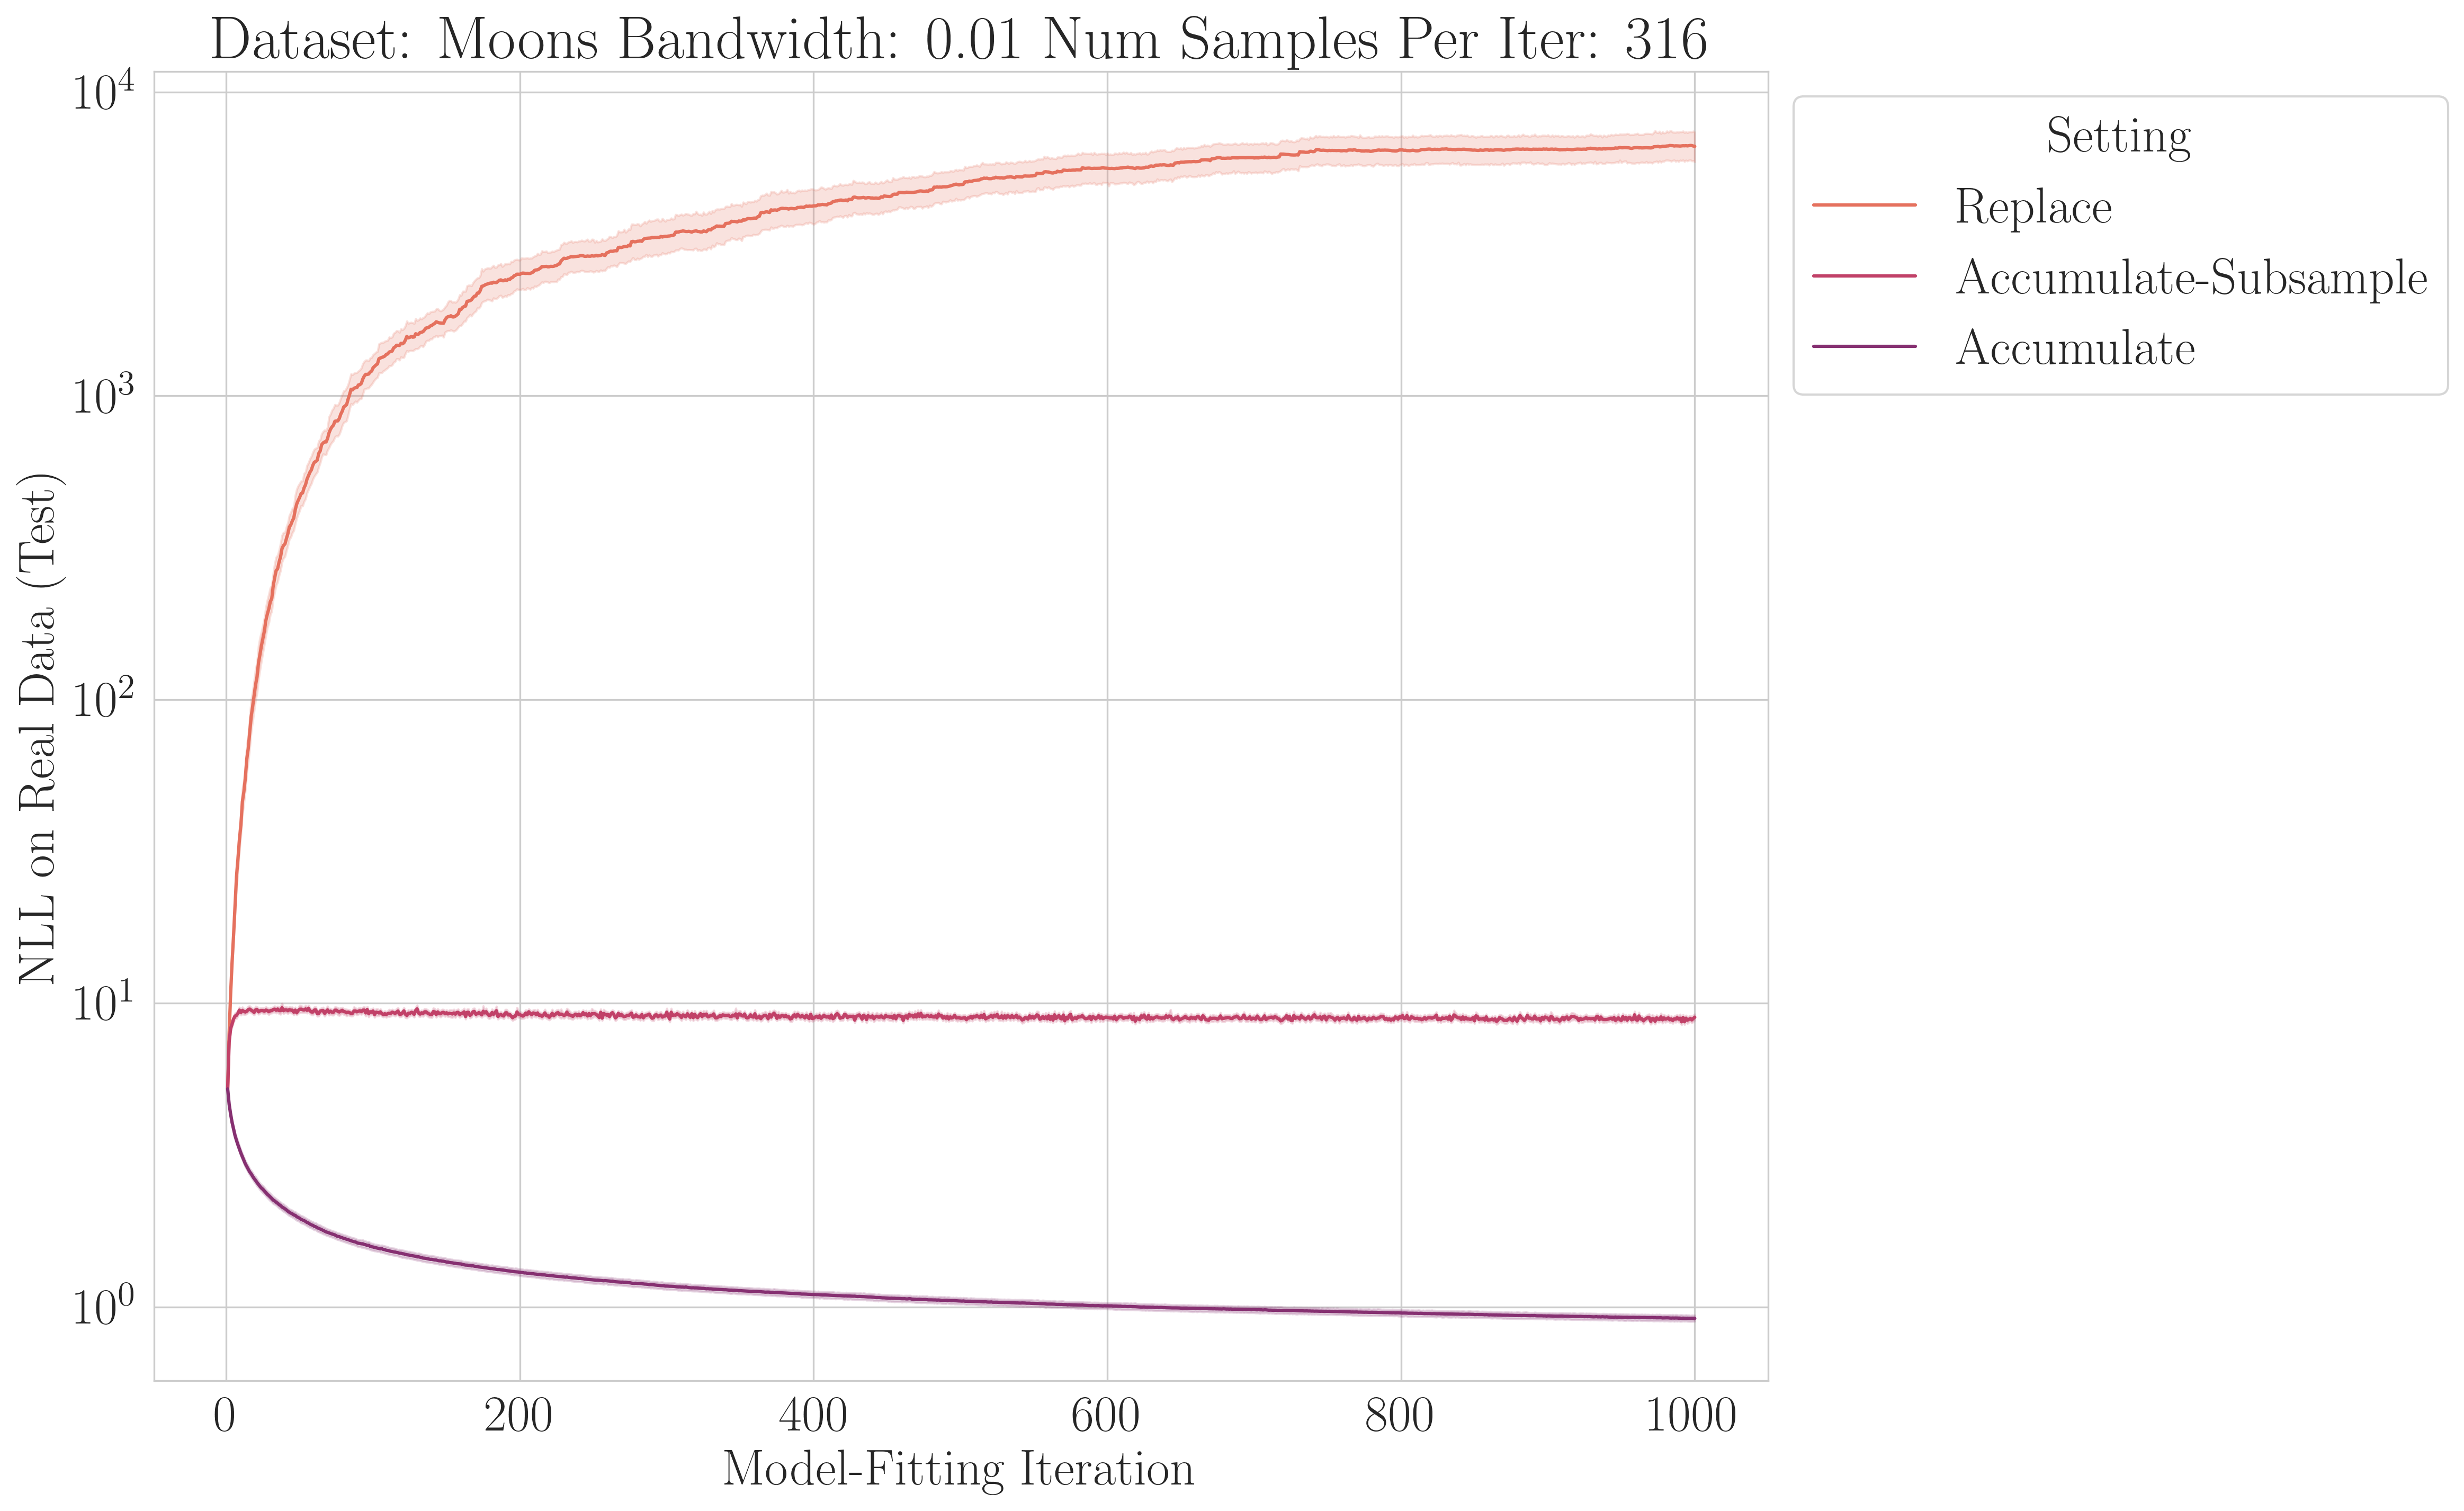 Dataset: Moons Bandwidth: 0.01 Num Samples Per Iter: 316
NLL on Real Data (Test)
10^4
10^3
10^2
10^1
10^0
0 200 400 600 800 1000
Model-Fitting Iteration
Setting
Replace
Accumulate-Subsample
Accumulate